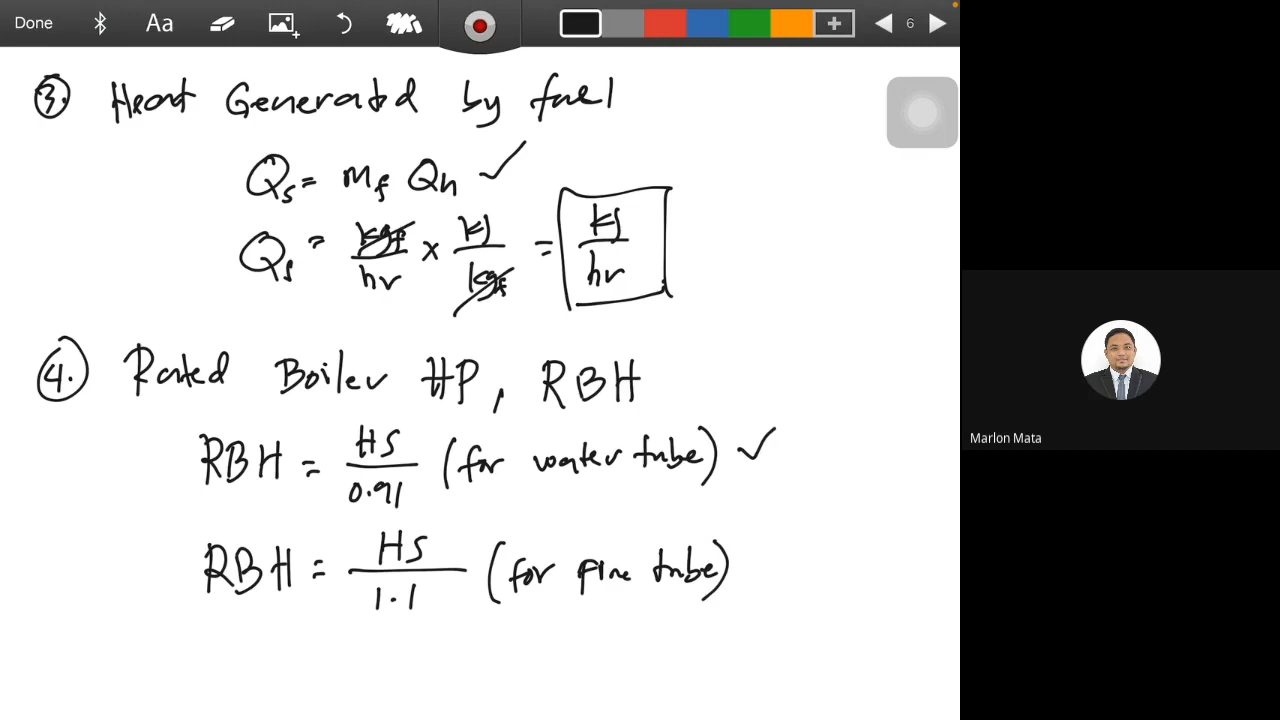 Done Aa 6
3. Heat Generated by fuel
Qs = mf Qh ✓
Qs = kgf/hr x kJ/kgf = kJ/hr
4. Rated Boiler HP, RBH
RBH = HS/0.91 (for water tube) ✓
RBH = HS/1.1 (for fire tube)
Marlon Mata